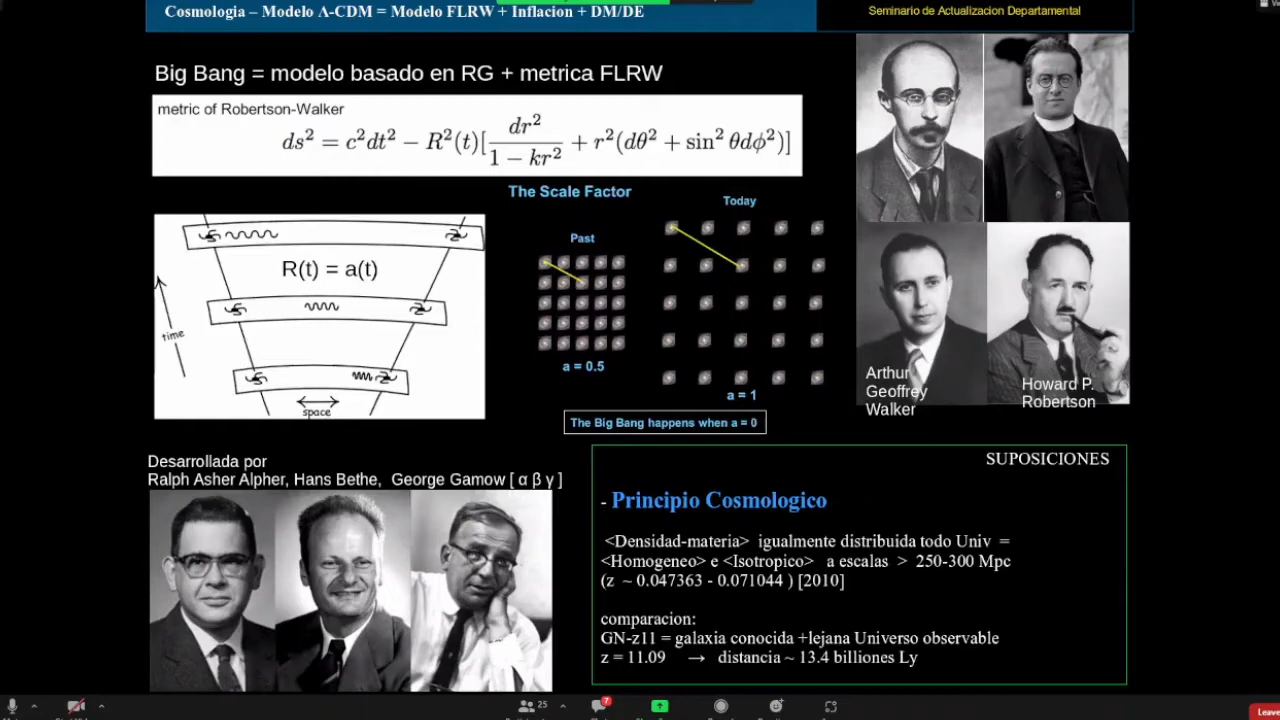 Cosmologia – Modelo Λ-CDM = Modelo FLRW + Inflacion + DM/DE
Seminario de Actualizacion Departamental
Big Bang = modelo basado en RG + metrica FLRW
metric of Robertson-Walker
ds² = c²dt² − R²(t)[dr²/(1 − kr²) + r²(dθ² + sin² θdϕ²)]
The Scale Factor
Today
Past
R(t) = a(t)
time
space
a = 0.5
a = 1
The Big Bang happens when a = 0
Arthur
Geoffrey
Walker
Howard P.
Robertson
Desarrollada por
Ralph Asher Alpher, Hans Bethe, George Gamow [ α β γ ]
SUPOSICIONES
- Principio Cosmologico
<Densidad-materia> igualmente distribuida todo Univ =
<Homogeneo> e <Isotropico> a escalas > 250-300 Mpc
(z ~ 0.047363 - 0.071044 ) [2010]
comparacion:
GN-z11 = galaxia conocida +lejana Universo observable
z = 11.09 → distancia ~ 13.4 billiones Ly
25
7
Leave